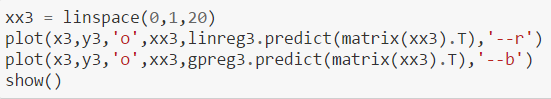 xx3 = linspace(0,1,20)
plot(x3,y3,'o',xx3,linreg3.predict(matrix(xx3).T),'--r')
plot(x3,y3,'o',xx3,gpreg3.predict(matrix(xx3).T),'--b')
show()